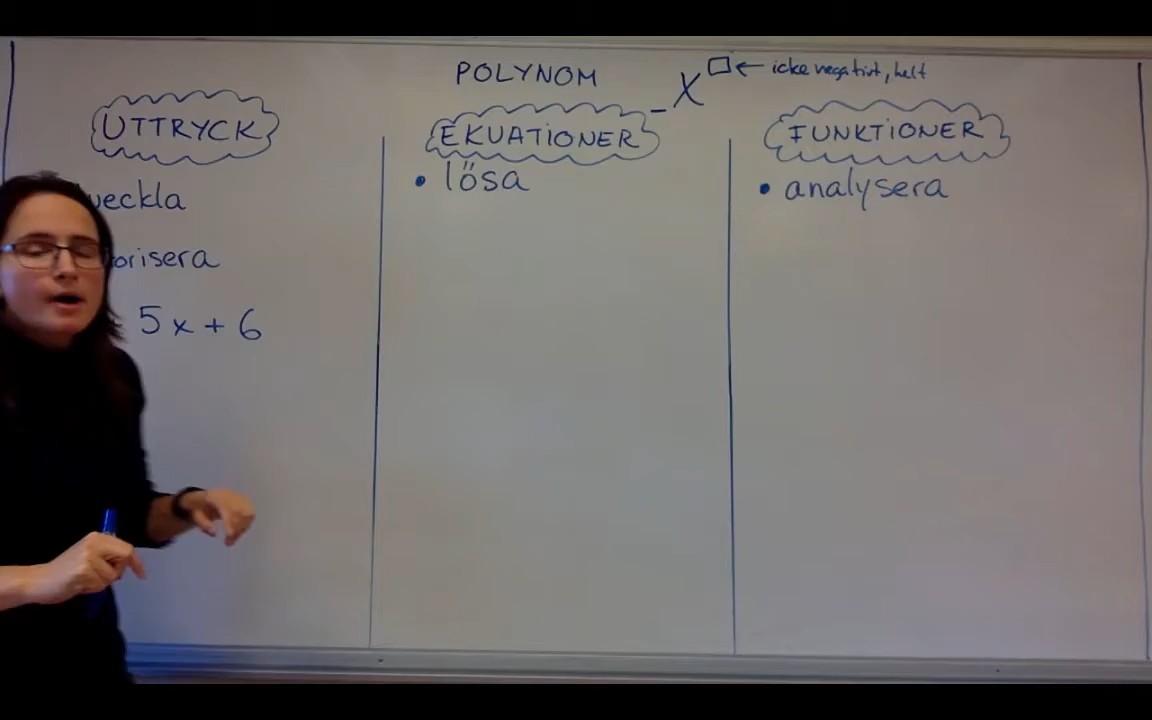 POLYNOM
_ x□ ← icke negativt, helt
UTTRYCK
veckla
orisera
5x + 6
EKUATIONER
• lösa
FUNKTIONER
• analysera